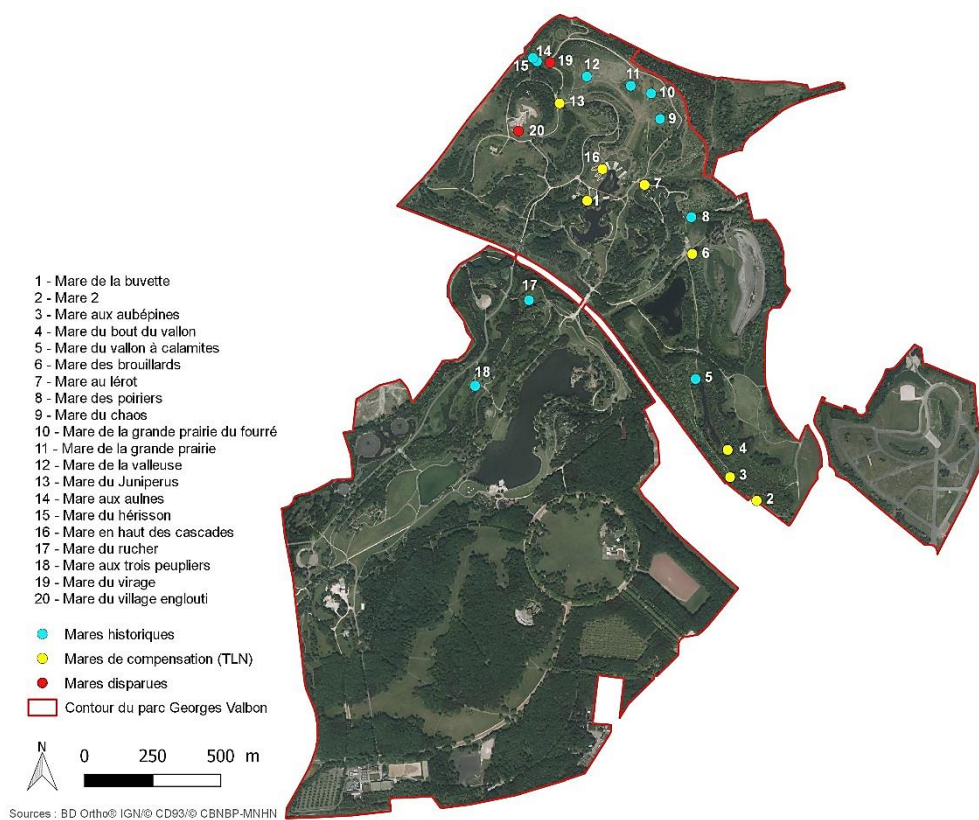 14
15
19
12
11
10
13
9
20
16
7
1
8
6
17
5
18
4
3
2
1 - Mare de la buvette
2 - Mare 2
3 - Mare aux aubépines
4 - Mare du bout du vallon
5 - Mare du vallon à calamites
6 - Mare des brouillards
7 - Mare au lérot
8 - Mare des poiriers
9 - Mare du chaos
10 - Mare de la grande prairie du fourré
11 - Mare de la grande prairie
12 - Mare de la valleuse
13 - Mare du Juniperus
14 - Mare aux aulnes
15 - Mare du hérisson
16 - Mare en haut des cascades
17 - Mare du rucher
18 - Mare aux trois peupliers
19 - Mare du virage
20 - Mare du village englouti
Mares historiques
Mares de compensation (TLN)
Mares disparues
Contour du parc Georges Valbon
N
0 250 500 m
Sources : BD Ortho® IGN/© CD93/© CBNBP-MNHN